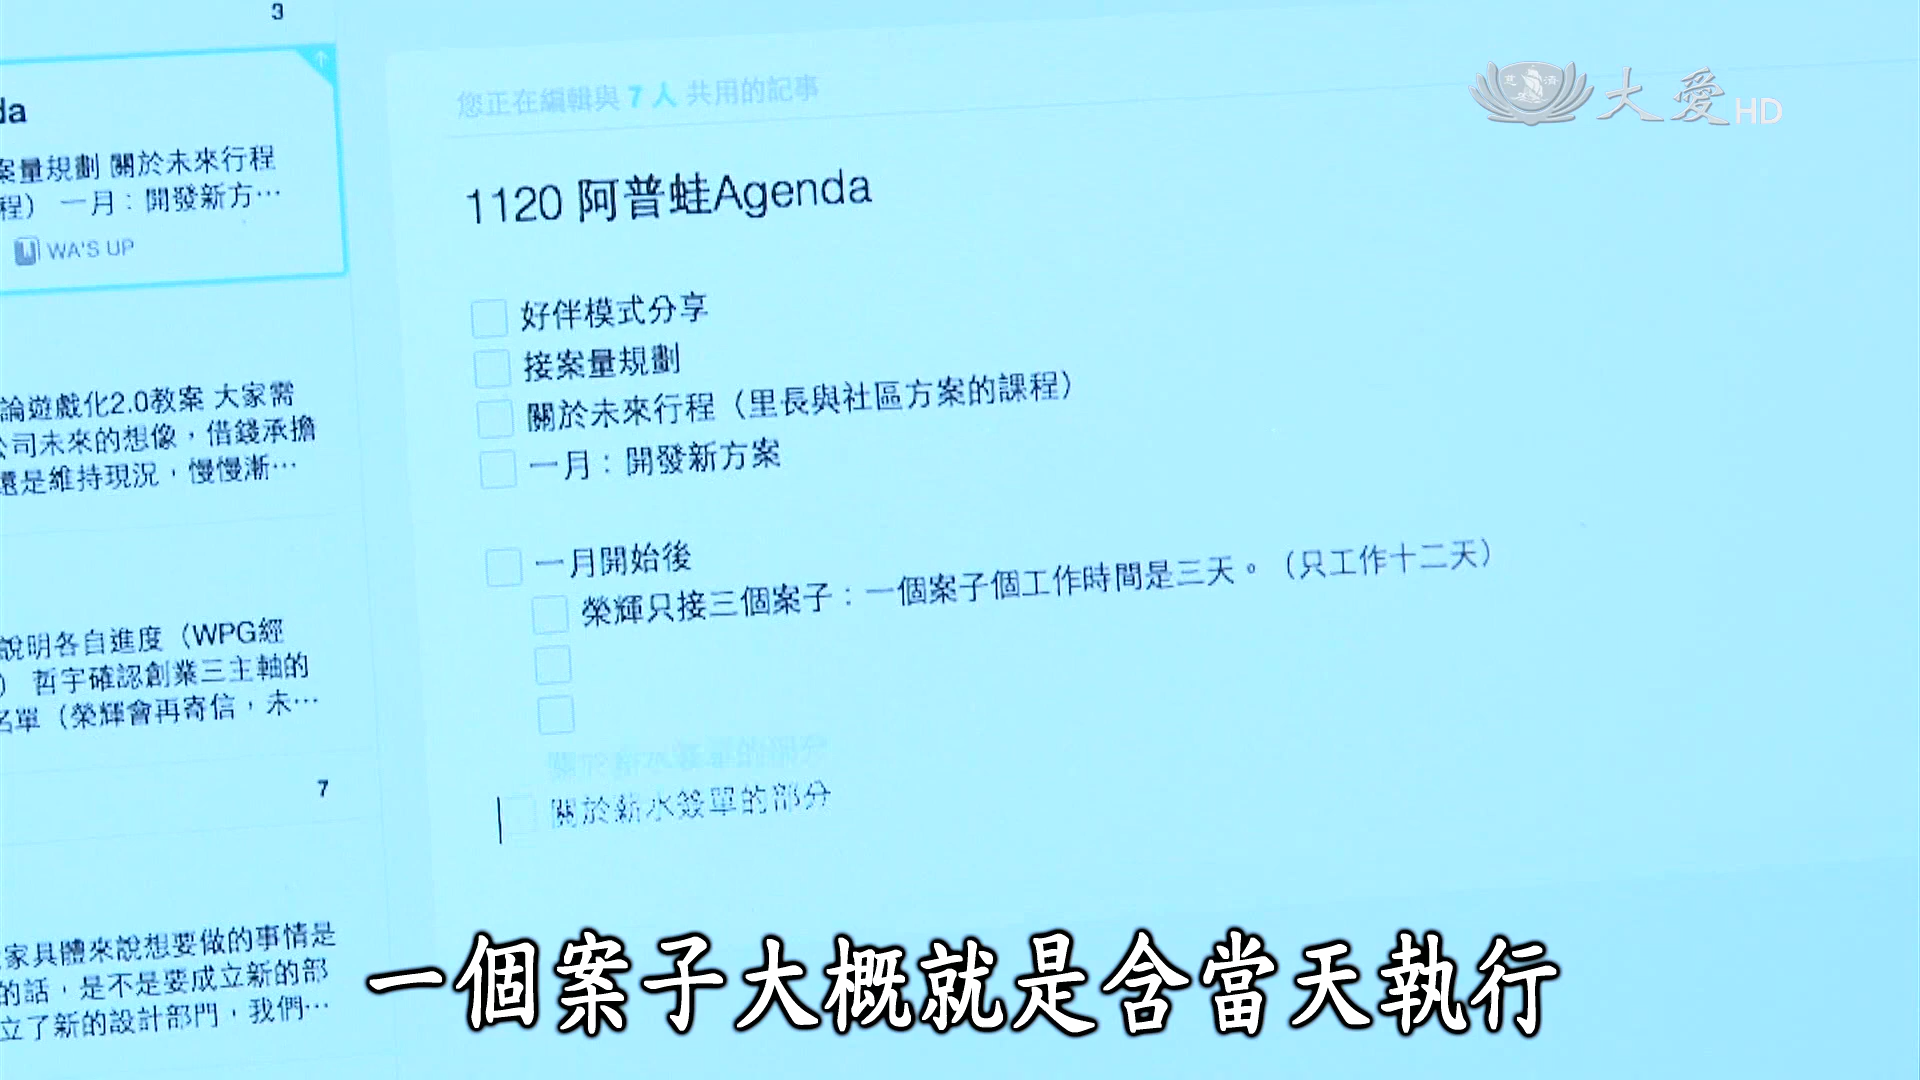 3
da
案量規劃 關於未來行程
程） 一月：開發新方…
WA'S UP
論遊戲化2.0教案 大家需
公司未來的想像，借錢承擔
還是維持現況，慢慢漸…
說明各自進度（WPG經
） 哲宇確認創業三主軸的
名單（榮輝會再寄信，未…
7
家具體來說想要做的事情是
的話，是不是要成立新的部
立了新的設計部門，我們…
您正在編輯與 7 人 共用的記事
1120 阿普蛙Agenda
好伴模式分享
接案量規劃
關於未來行程（里長與社區方案的課程）
一月：開發新方案
一月開始後
榮輝只接三個案子：一個案子個工作時間是三天。（只工作十二天）
關於薪水簽單的部分
大愛HD
一個案子大概就是含當天執行